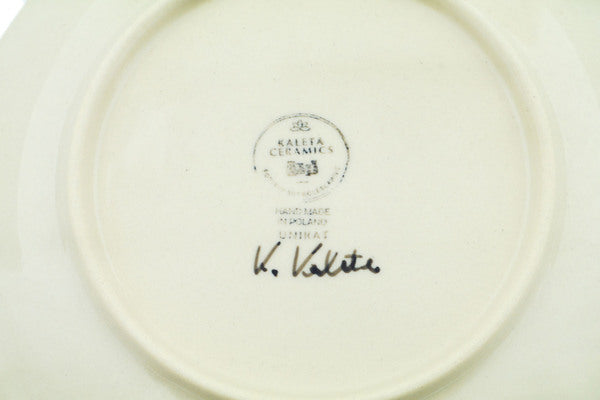 KALETA
CERAMICS
HAND MADE
IN POLAND
UNIKAT
K. Kaleta